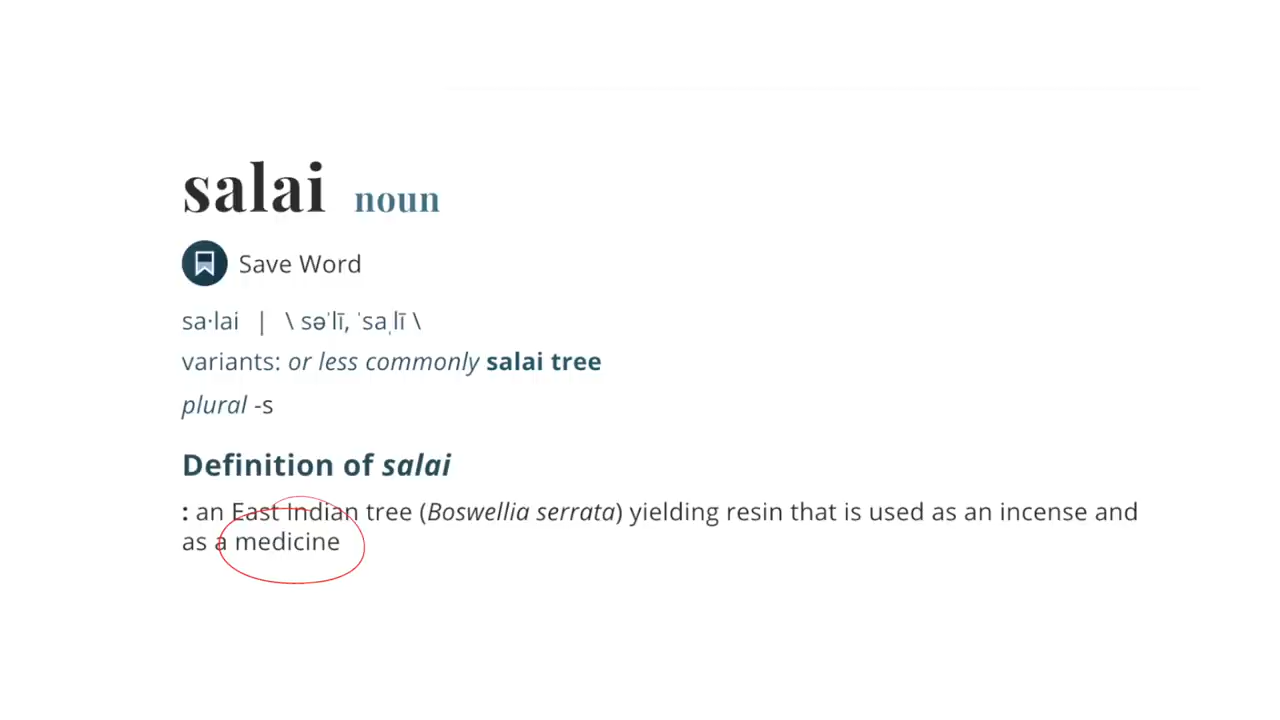 salai noun
Save Word
sa·lai | \ səˈlī, ˈsaˌlī \
variants: or less commonly salai tree
plural -s
Definition of salai
: an East Indian tree (Boswellia serrata) yielding resin that is used as an incense and
as a medicine